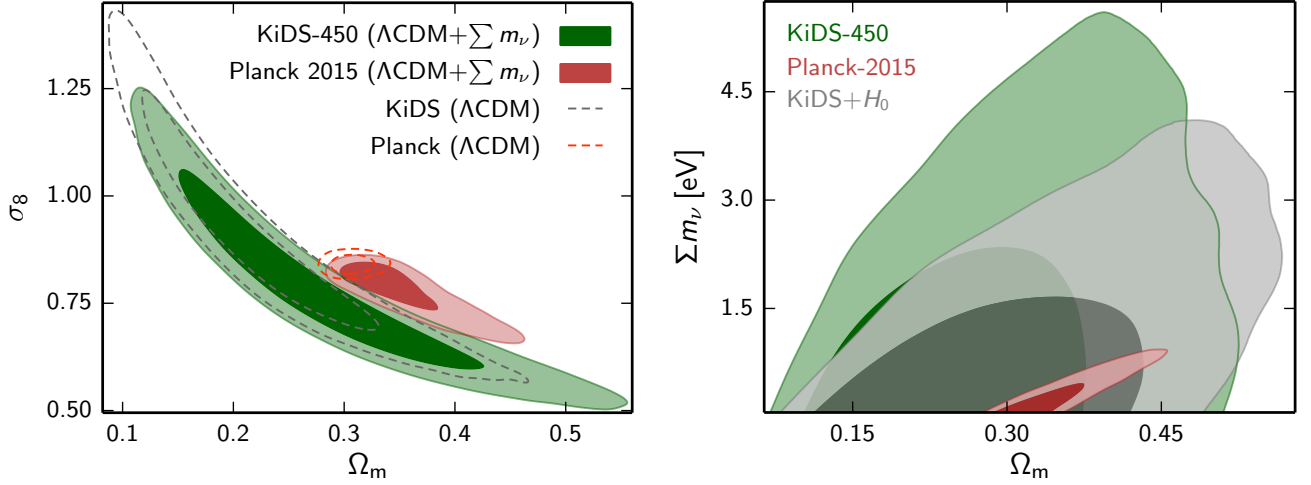 KiDS-450 (ΛCDM+∑ mν)
Planck 2015 (ΛCDM+∑ mν)
KiDS (ΛCDM)
Planck (ΛCDM)
σ8
1.25
1.00
0.75
0.50
0.1 0.2 0.3 0.4 0.5
Ωm
KiDS-450
Planck-2015
KiDS+H0
Σmν [eV]
4.5
3.0
1.5
0.15 0.30 0.45
Ωm